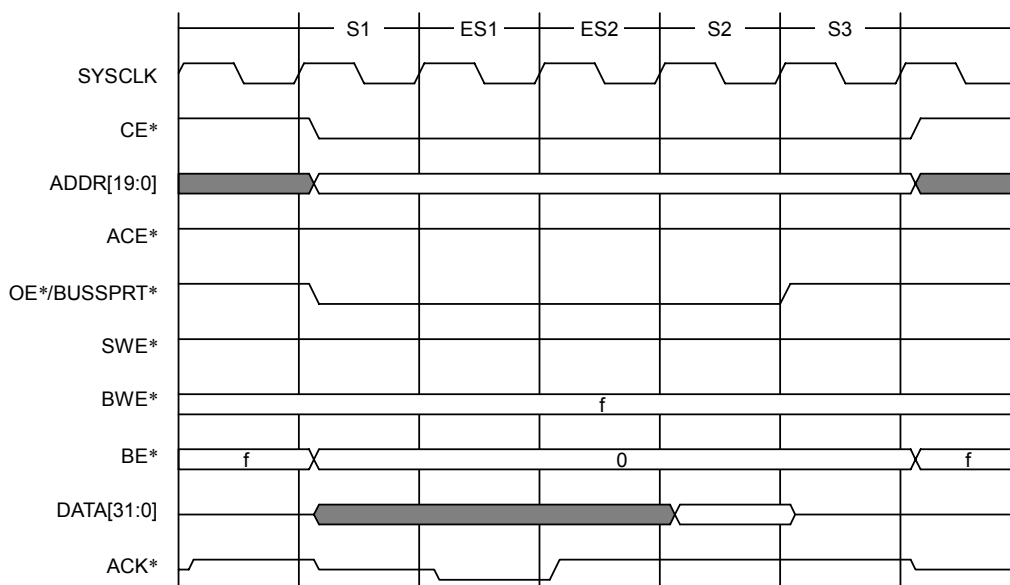 S1 ES1 ES2 S2 S3
SYSCLK
CE*
ADDR[19:0]
ACE*
OE*/BUSSPRT*
SWE*
BWE* f
BE* f 0 f
DATA[31:0]
ACK*